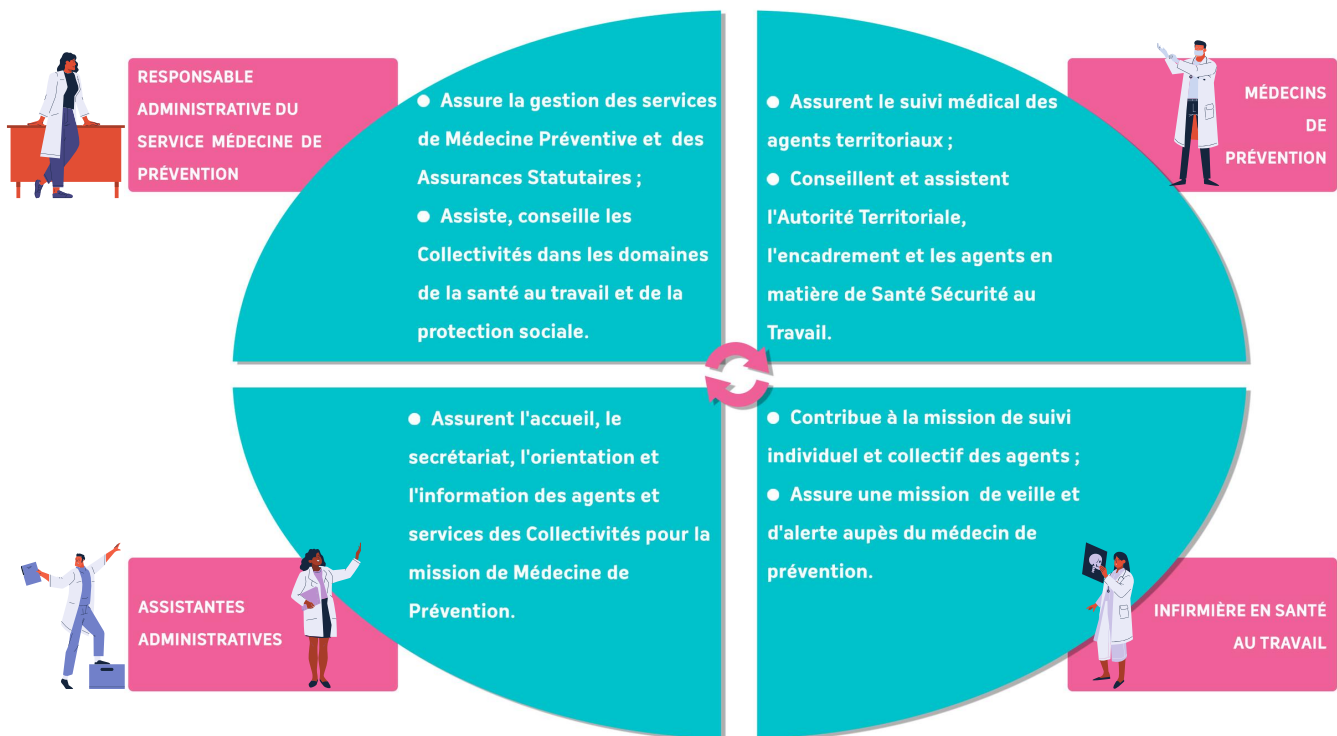 RESPONSABLE
ADMINISTRATIVE DU
SERVICE MÉDECINE DE
PRÉVENTION
● Assure la gestion des services
de Médecine Préventive et des
Assurances Statutaires ;
● Assiste, conseille les
Collectivités dans les domaines
de la santé au travail et de la
protection sociale.
● Assurent le suivi médical des
agents territoriaux ;
● Conseillent et assistent
l'Autorité Territoriale,
l'encadrement et les agents en
matière de Santé Sécurité au
Travail.
MÉDECINS
DE
PRÉVENTION
ASSISTANTES
ADMINISTRATIVES
● Assurent l'accueil, le
secrétariat, l'orientation et
l'information des agents et
services des Collectivités pour la
mission de Médecine de
Prévention.
● Contribue à la mission de suivi
individuel et collectif des agents ;
● Assure une mission de veille et
d'alerte aupès du médecin de
prévention.
INFIRMIÈRE EN SANTÉ
AU TRAVAIL